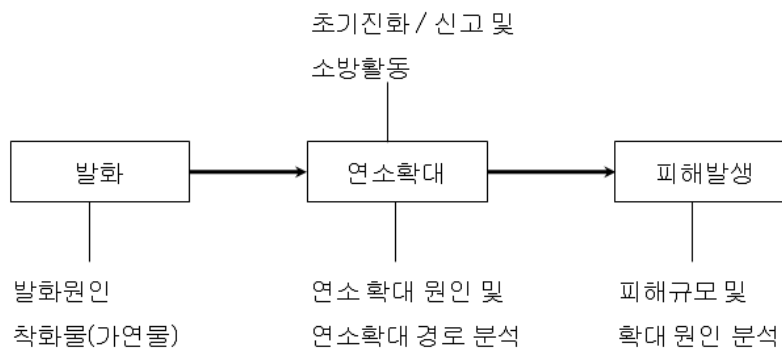 초기진화 / 신고 및
소방활동
발화
연소확대
피해발생
발화원인
착화물(가연물)
연소 확대 원인 및
연소확대 경로 분석
피해규모 및
확대 원인 분석